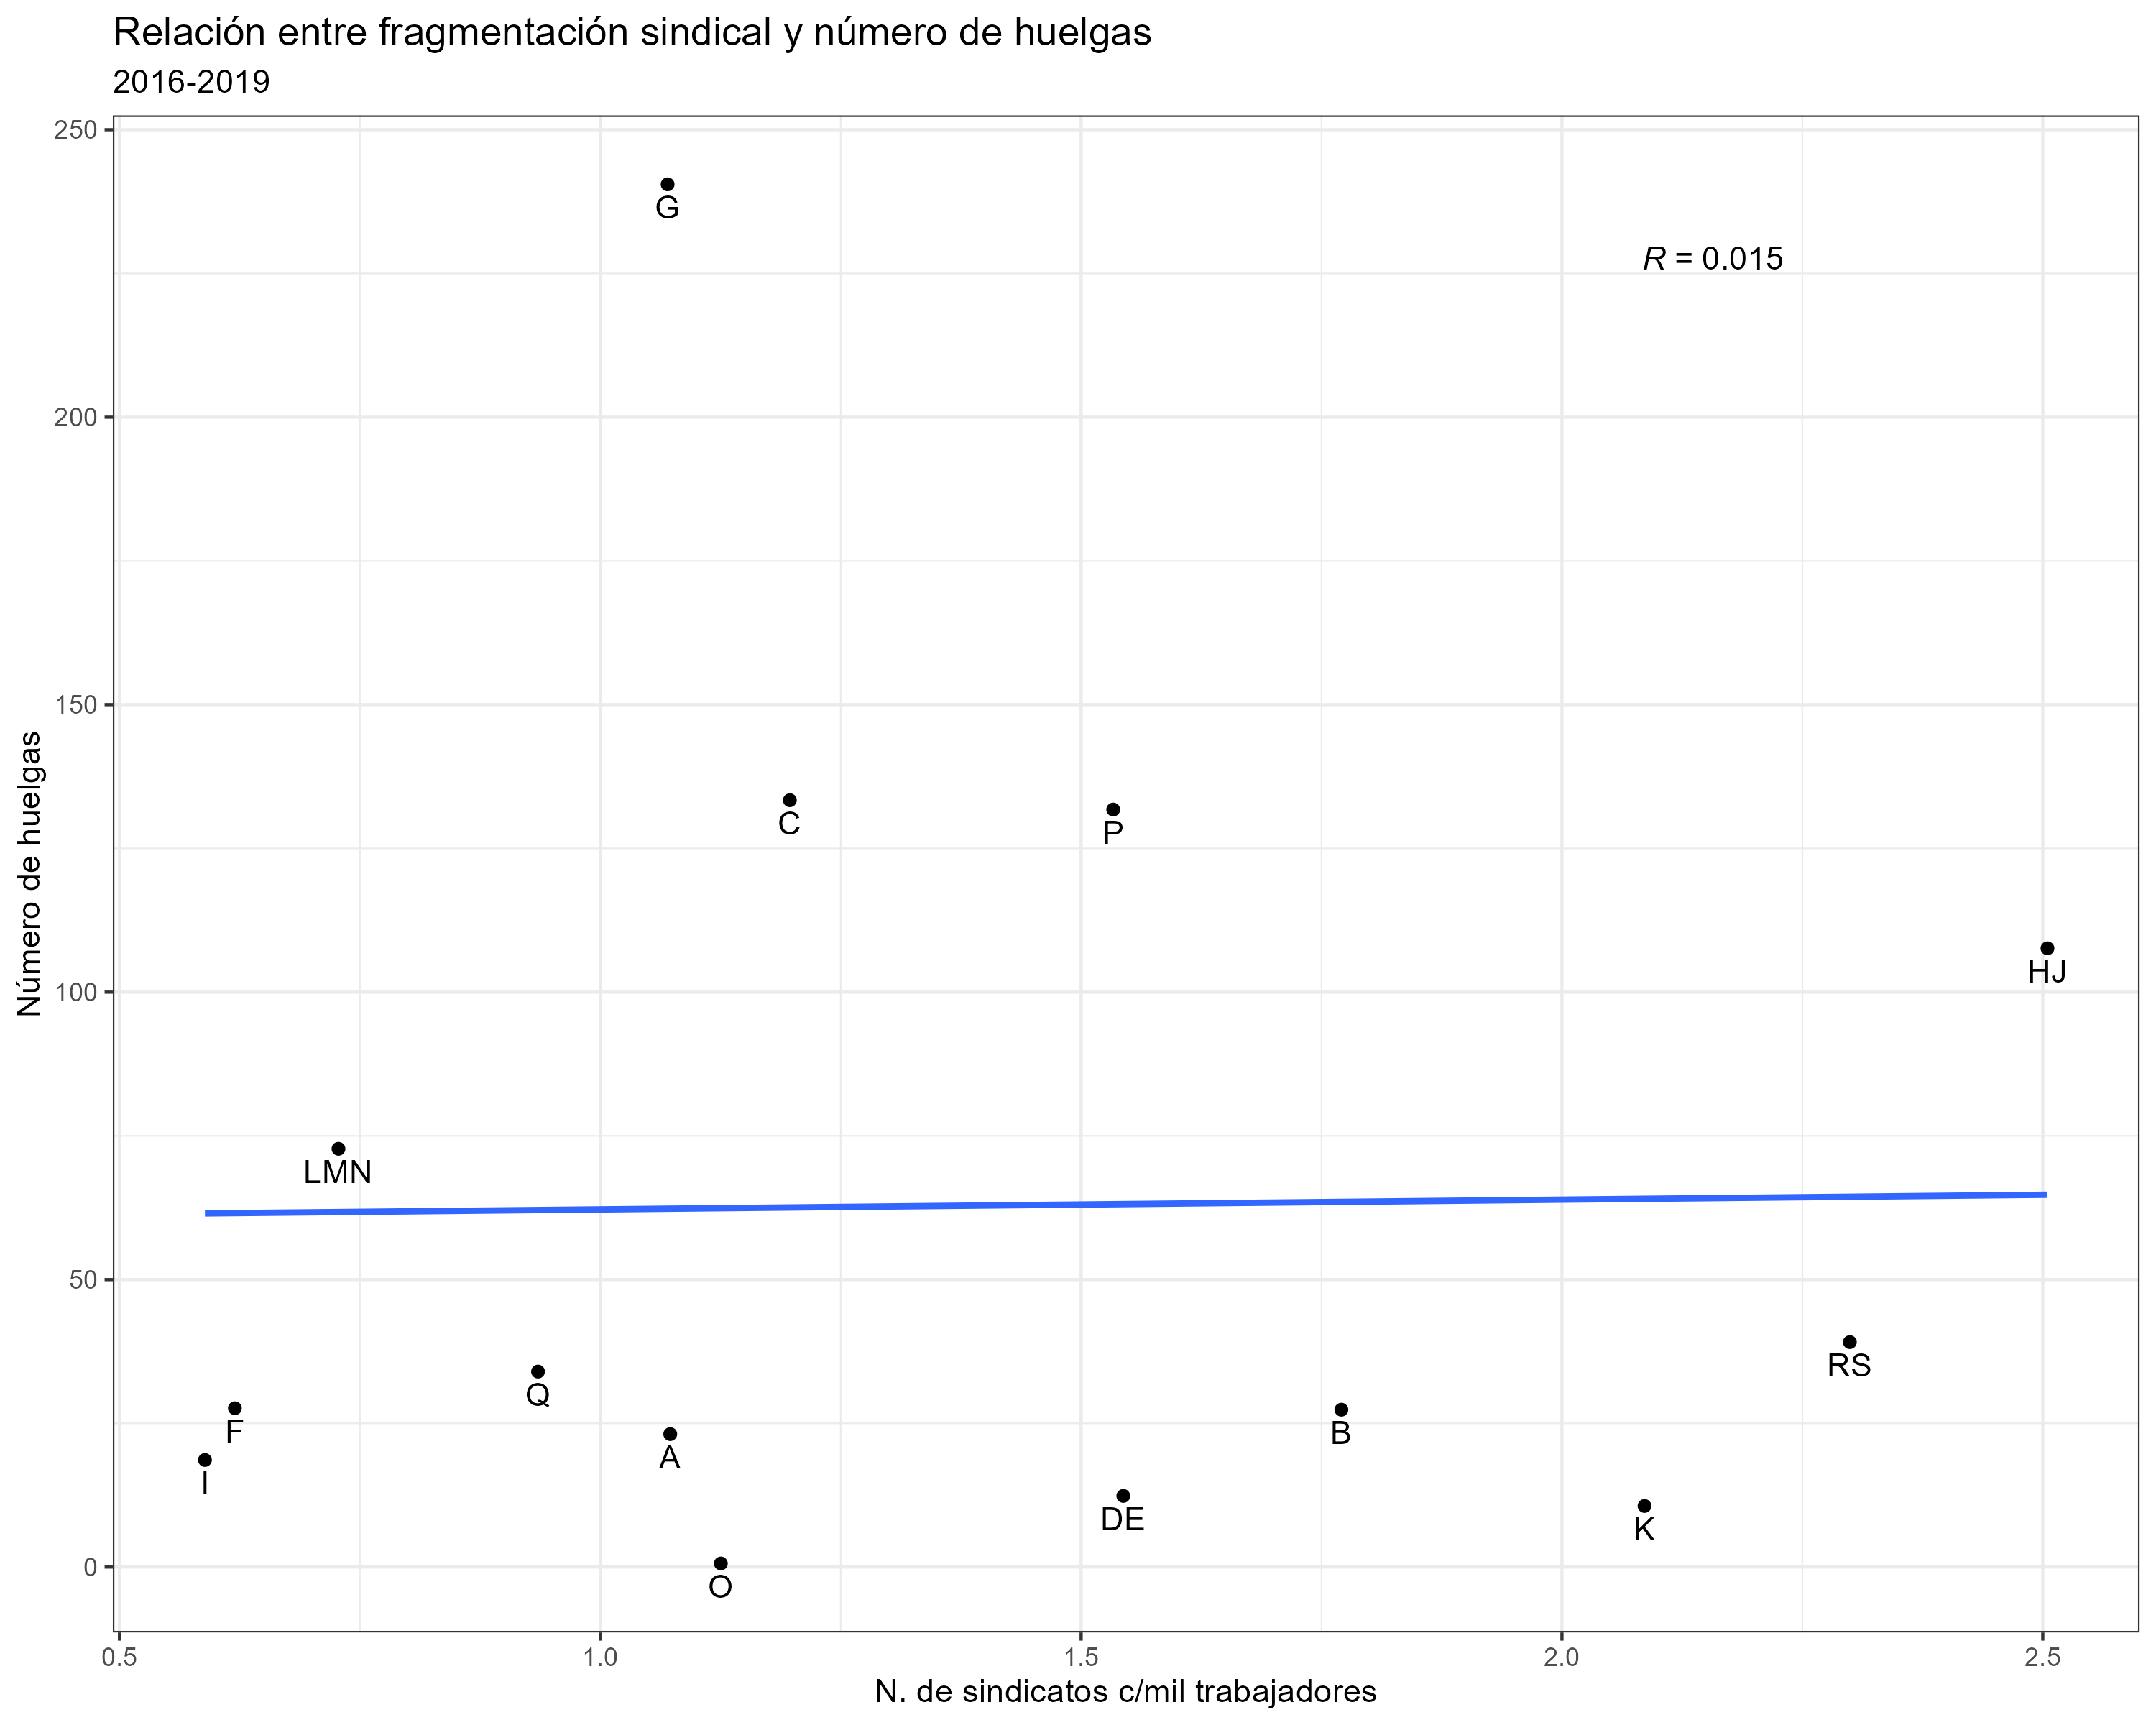 Relación entre fragmentación sindical y número de huelgas
2016-2019
250
200
150
100
50
0
Número de huelgas
G
R = 0.015
C
P
HJ
LMN
RS
Q
F
B
A
I
DE
K
O
0.5 1.0 1.5 2.0 2.5
N. de sindicatos c/mil trabajadores